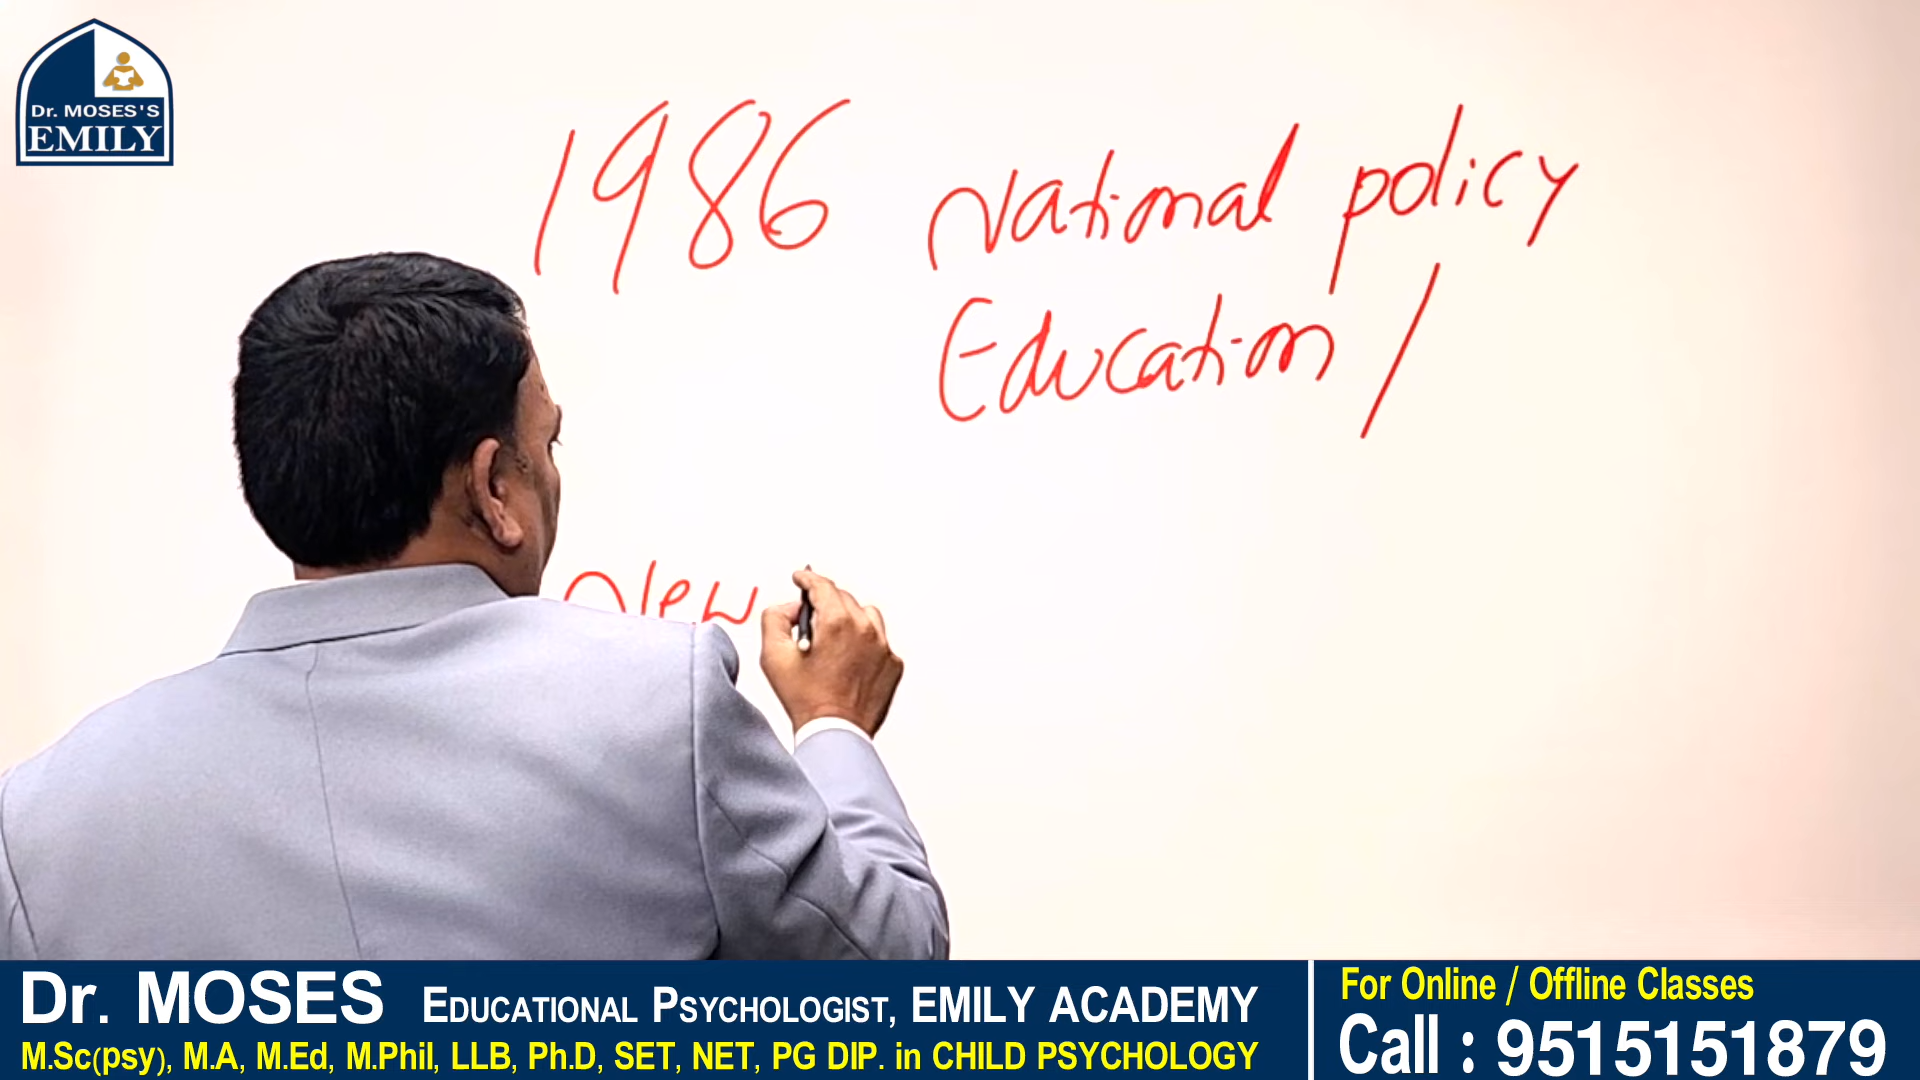 Dr. MOSES'S
EMILY
1986 National policy
Education /
New
Dr. MOSES EDUCATIONAL PSYCHOLOGIST, EMILY ACADEMY
M.Sc(psy), M.A, M.Ed, M.Phil, LLB, Ph.D, SET, NET, PG DIP. in CHILD PSYCHOLOGY
For Online / Offline Classes
Call : 9515151879